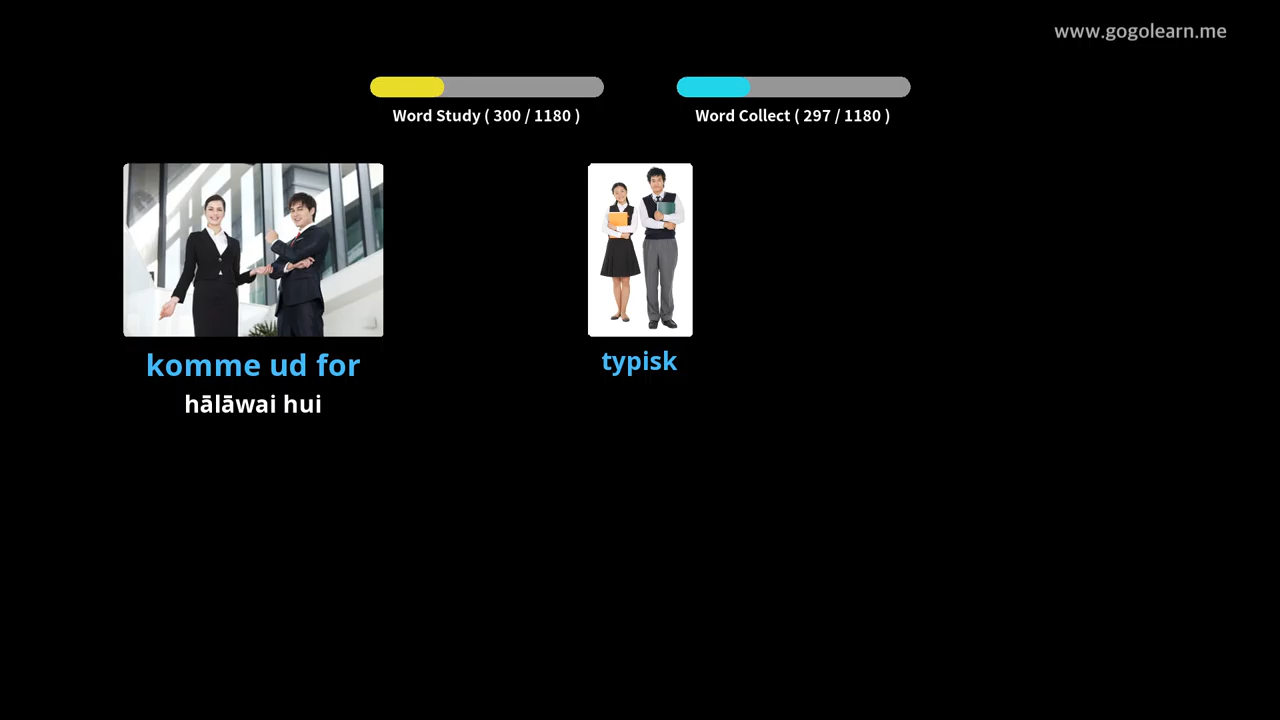 www.gogolearn.me
Word Study ( 300 / 1180 )
Word Collect ( 297 / 1180 )
komme ud for
hālāwai hui
typisk